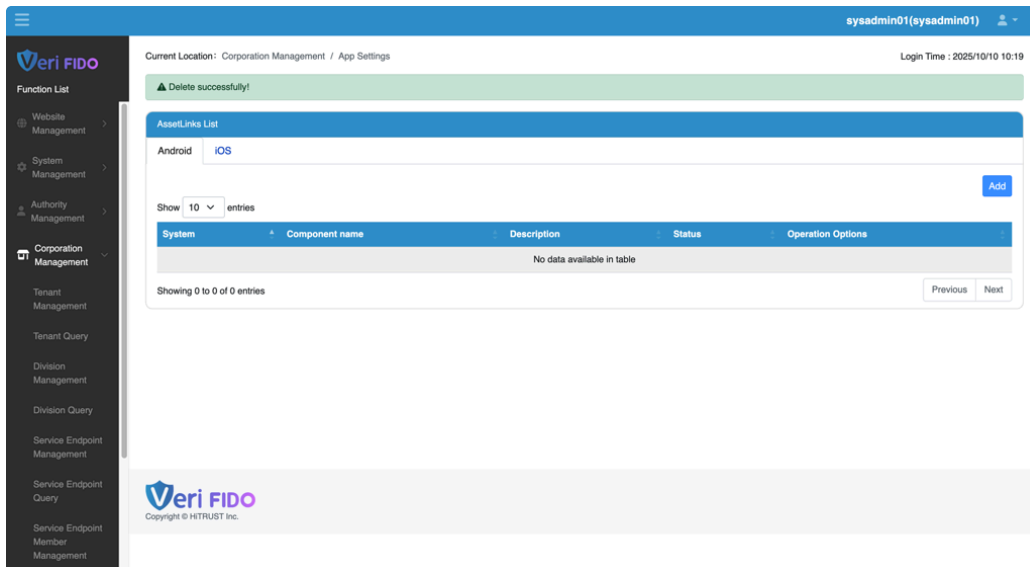 sysadmin01(sysadmin01)
Veri FIDO
Function List
Website Management
System Management
Authority Management
Corporation Management
Tenant Management
Tenant Query
Division Management
Division Query
Service Endpoint Management
Service Endpoint Query
Service Endpoint Member Management
Current Location: Corporation Management / App Settings
Login Time : 2025/10/10 10:19
Delete successfully!
AssetLinks List
Android iOS
Add
Show 10 entries
System Component name Description Status Operation Options
No data available in table
Showing 0 to 0 of 0 entries
Previous Next
Veri FIDO
Copyright © HiTRUST Inc.